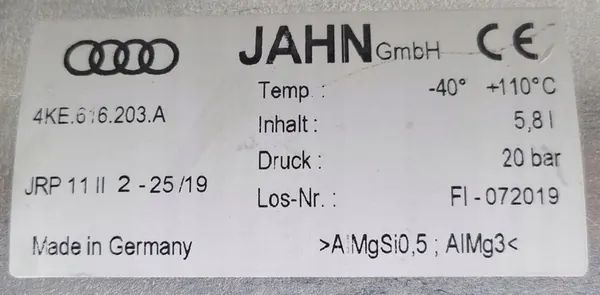 JAHN GmbH CE
Temp.: -40° +110°C
4KE.616.203.A
Inhalt: 5,8 l
Druck: 20 bar
JRP 11 II 2 - 25/19
Los-Nr.: FI - 072019
Made in Germany >AlMgSi0,5 ; AlMg3<